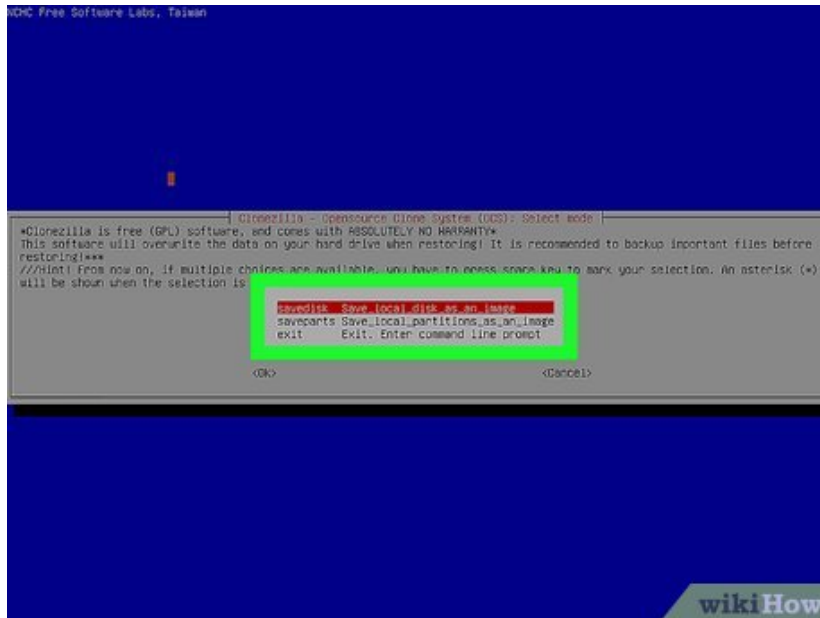 NCHC Free Software Labs, Taiwan
Clonezilla - Opensource Clone System (OCS): Select mode
*Clonezilla is free (GPL) software, and comes with ABSOLUTELY NO WARRANTY*
This software will overwrite the data on your hard drive when restoring! It is recommended to backup important files before
restoring!***
///Hint! From now on, if multiple choices are available, you have to press space key to mark your selection. An asterisk (*)
will be shown when the selection is
savedisk Save_local_disk_as_an_image
saveparts Save_local_partitions_as_an_image
exit Exit. Enter command line prompt
<Ok> <Cancel>
wikiHow